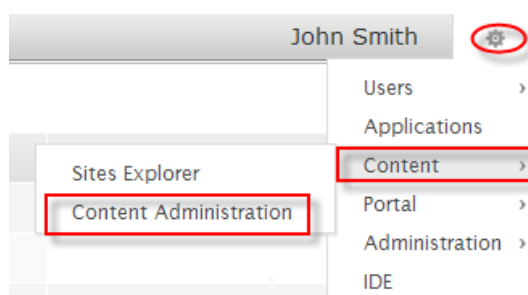 John Smith
Users
Applications
Content
Sites Explorer
Content Administration
Portal
Administration
IDE